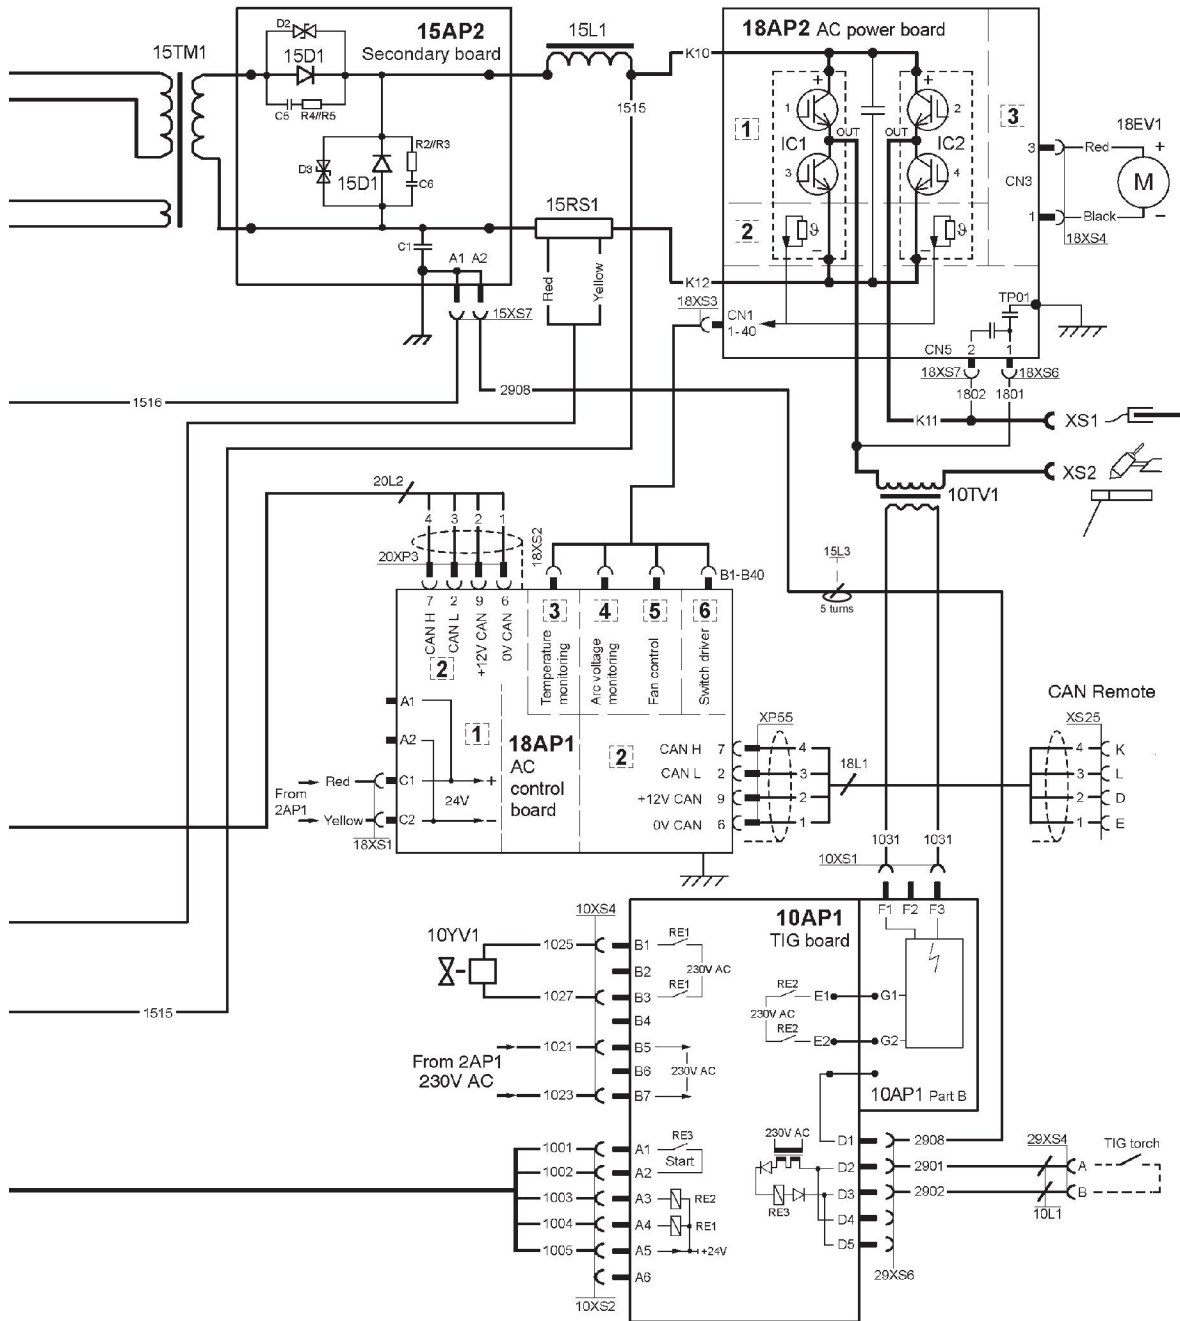 15TM1
D2
15D1
C5
R4//R5
15AP2
Secondary board
D3
15D1
R2//R3
C6
C1
A1 A2
15XS7
15L1
1515
15RS1
Red
Yellow
K10
K12
18AP2 AC power board
1
2
3
IC1
IC2
+
+
1
2
3
4
OUT
OUT
ϑ
ϑ
−
−
18XS3
CN1
1-40
3
CN3
1
Red
Black
18EV1
+
M
−
18XS4
TP01
CN5
2
1
18XS7
18XS6
1802
1801
K11
XS1
XS2
10TV1
1516
2908
20L2
4
3
2
1
20XP3
18XS2
B1-B40
7
2
9
6
CAN H
CAN L
+12V CAN
0V CAN
2
3
4
5
6
Temperature
monitoring
Arc voltage
monitoring
Fan control
Switch driver
A1
A2
C1
C2
1
24V
+
−
18AP1
AC
control
board
2
From
2AP1
Red
Yellow
18XS1
CAN H 7
CAN L 2
+12V CAN 9
0V CAN 6
XP55
4
3
2
1
18L1
15L3
5 turns
CAN Remote
XS25
4 K
3 L
2 D
1 E
1031
1031
10XS1
F1 F2 F3
10AP1
TIG board
10XS4
10YV1
1025
1027
1021
1023
From 2AP1
230V AC
B1
B2
B3
B4
B5
B6
B7
RE1
230V AC
RE1
230V AC
RE2
230V AC
RE2
E1
E2
G1
G2
10AP1 Part B
1515
1001
1002
1003
1004
1005
A1
A2
A3
A4
A5
A6
RE3
Start
RE2
RE1
+24V
10XS2
230V AC
RE3
D1
D2
D3
D4
D5
2908
2901
2902
29XS6
29XS4
10L1
A
B
TIG torch